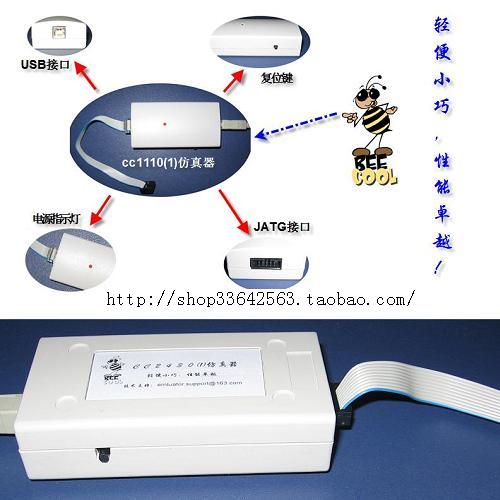 USB接口
复位键
轻便小巧，性能卓越！
cc1110(1)仿真器
BEE
COOL
电源指示灯
JATG接口
http://shop33642563.taobao.com/
CC2430(1)仿真器
轻便小巧，性能卓越
技术支持：emluator.support@163.com
BEE